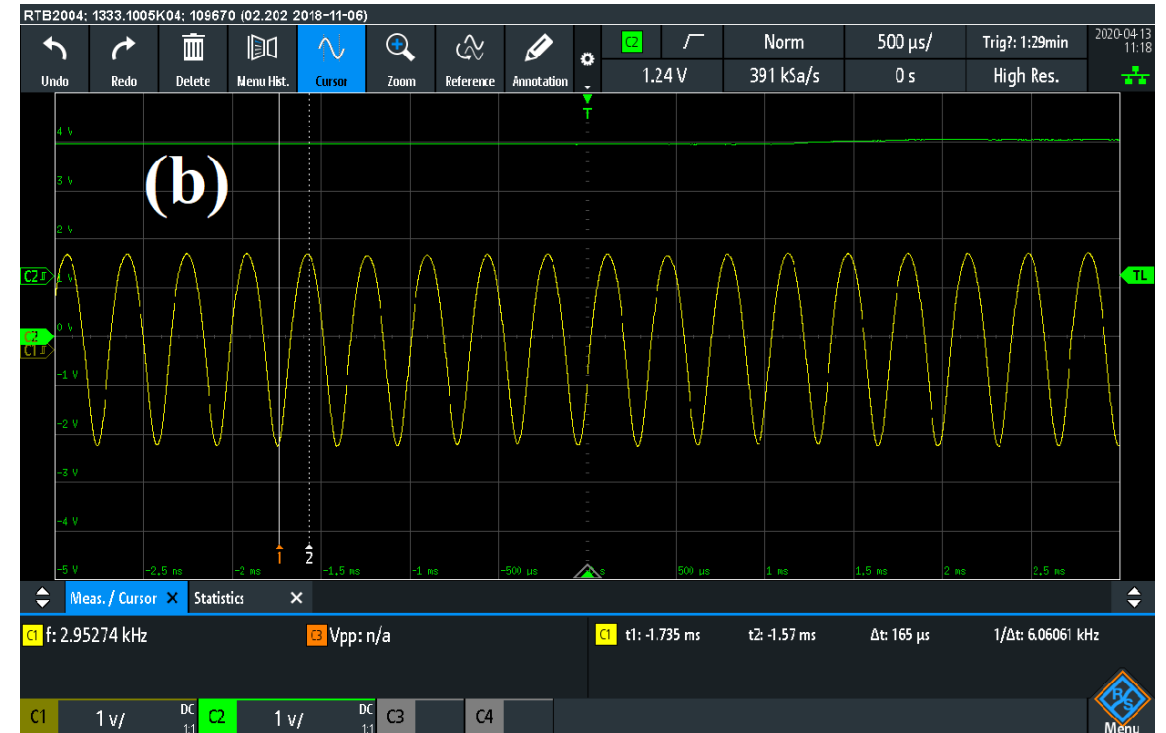 RTB2004; 1333.1005K04; 109670 (02.202 2018-11-06)
Undo Redo Delete Menu Hist. Cursor Zoom Reference Annotation
C2 Norm 500 µs/ Trig?: 1:29min 2020-04-13
11:18
1.24 V 391 kSa/s 0 s High Res.
T
4 V
(b)
3 V
2 V
C2 1 V TL
0 V
C2
C1
-1 V
-2 V
-3 V
-4 V
1 2
-5 V -2.5 ms -2 ms -1.5 ms -1 ms -500 µs s 500 µs 1 ms 1.5 ms 2 ms 2.5 ms
Meas. / Cursor X Statistics X
C1 f: 2.95274 kHz C3 Vpp: n/a C1 t1: -1.735 ms t2: -1.57 ms Δt: 165 µs 1/Δt: 6.06061 kHz
R S
C1 1 V/ DC 1:1 C2 1 V/ DC 1:1 C3 C4 Menu